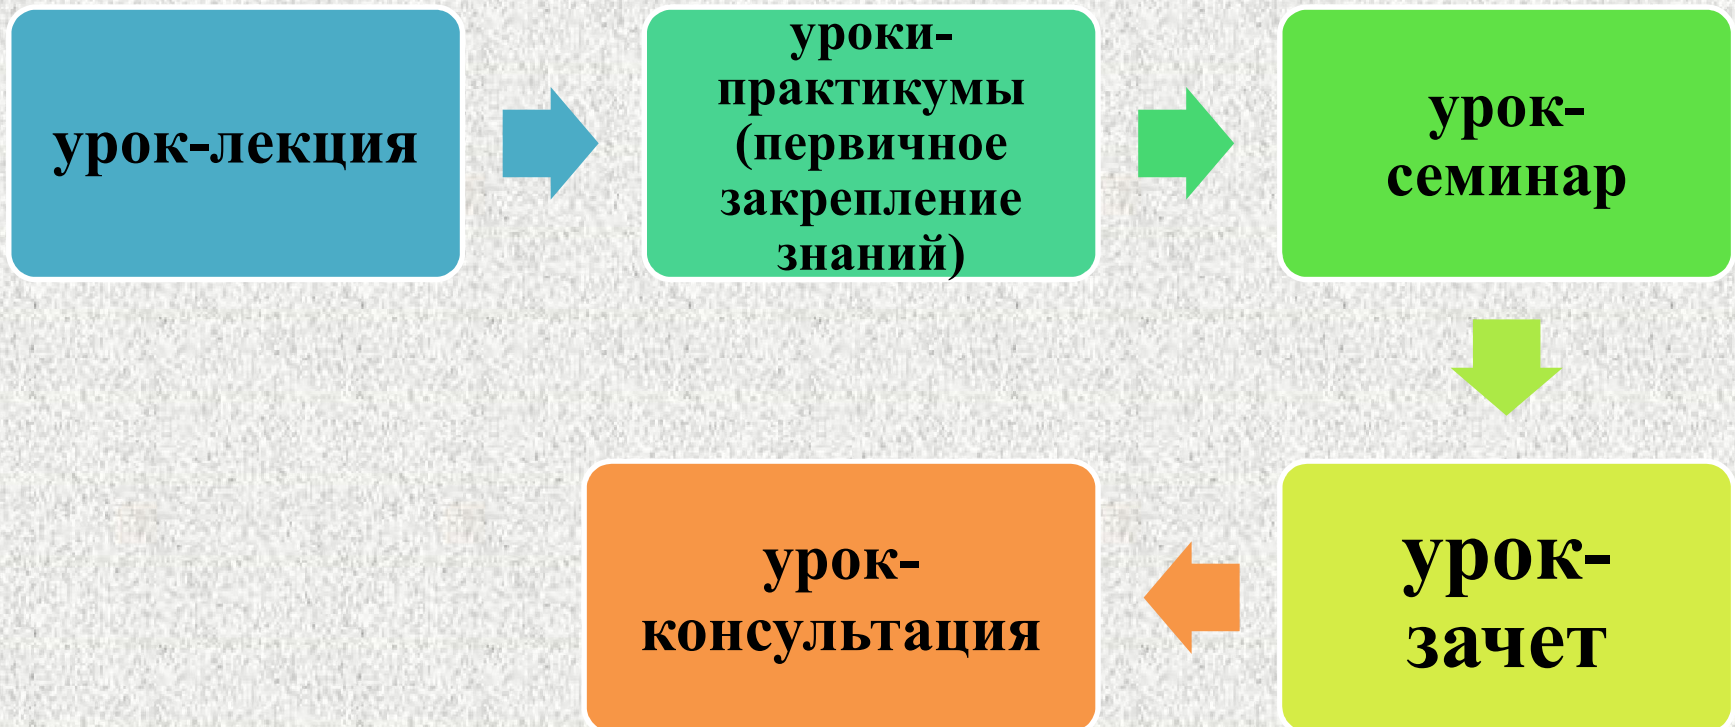 урок-лекция
уроки-
практикумы
(первичное
закрепление
знаний)
урок-
семинар
урок-
зачет
урок-
консультация